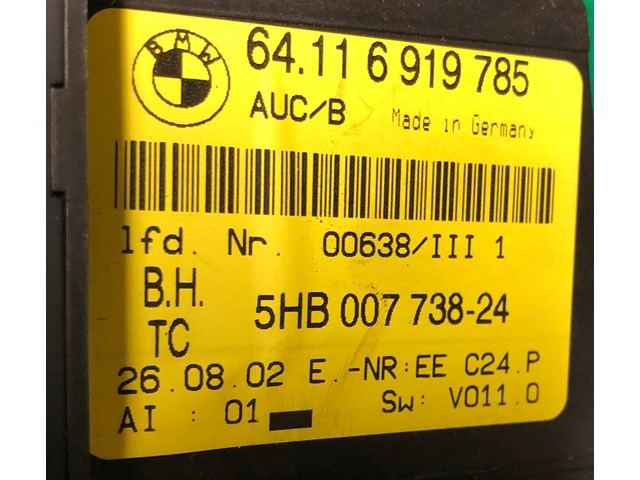 BMW
64.11 6 919 785
AUC/B Made in Germany
lfd. Nr. 00638/III 1
B.H. 5HB 007 738-24
TC
26.08.02 E.-NR:EE C24.P
AI : 01 Sw: V011.0